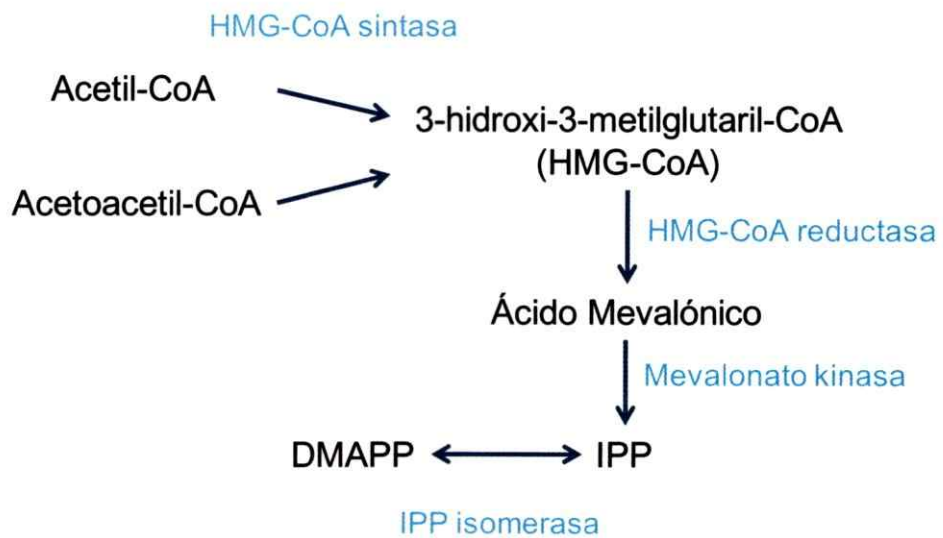 HMG-CoA sintasa
Acetil-CoA
3-hidroxi-3-metilglutaril-CoA
(HMG-CoA)
Acetoacetil-CoA
HMG-CoA reductasa
Ácido Mevalónico
Mevalonato kinasa
DMAPP
IPP
IPP isomerasa